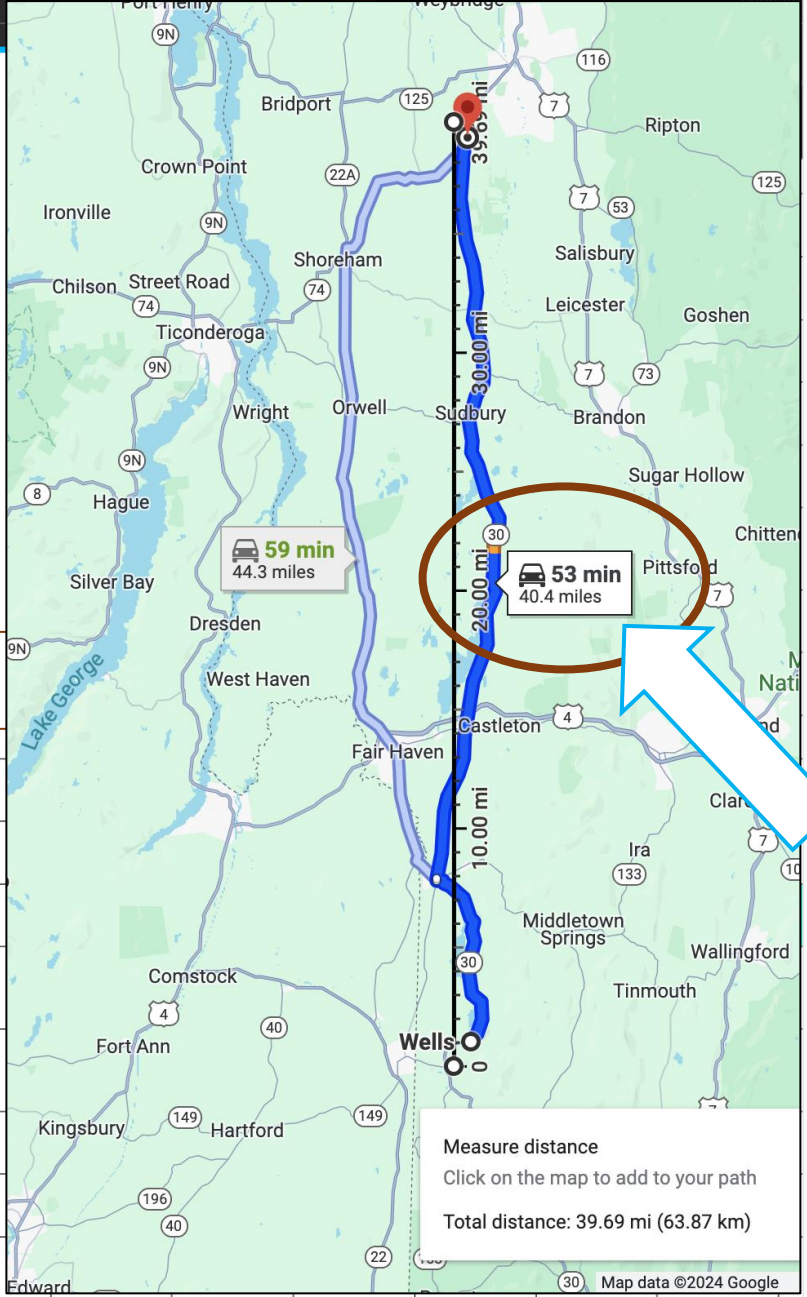 Port Henry
Weybridge
9N
116
Bridport
125
7
39.69 mi
Ripton
Crown Point
22A
125
Ironville
9N
7
53
Shoreham
Salisbury
Chilson
Street Road
74
74
Leicester
Goshen
Ticonderoga
9N
30.00 mi
7
73
Wright
Orwell
Sudbury
Brandon
9N
Sugar Hollow
8
Hague
30
Chitten
59 min
44.3 miles
Silver Bay
20.00 mi
53 min
40.4 miles
Pittsford
7
Dresden
9N
Lake George
West Haven
M
Nati
Castleton
4
nd
Fair Haven
10.00 mi
Clar
7
Ira
133
10
Middletown
Springs
30
Wallingford
Comstock
Tinmouth
4
40
Fort Ann
Wells
0
7
149
149
Kingsbury
Hartford
Measure distance
Click on the map to add to your path
Total distance: 39.69 mi (63.87 km)
196
40
22
Edward
30
Map data ©2024 Google